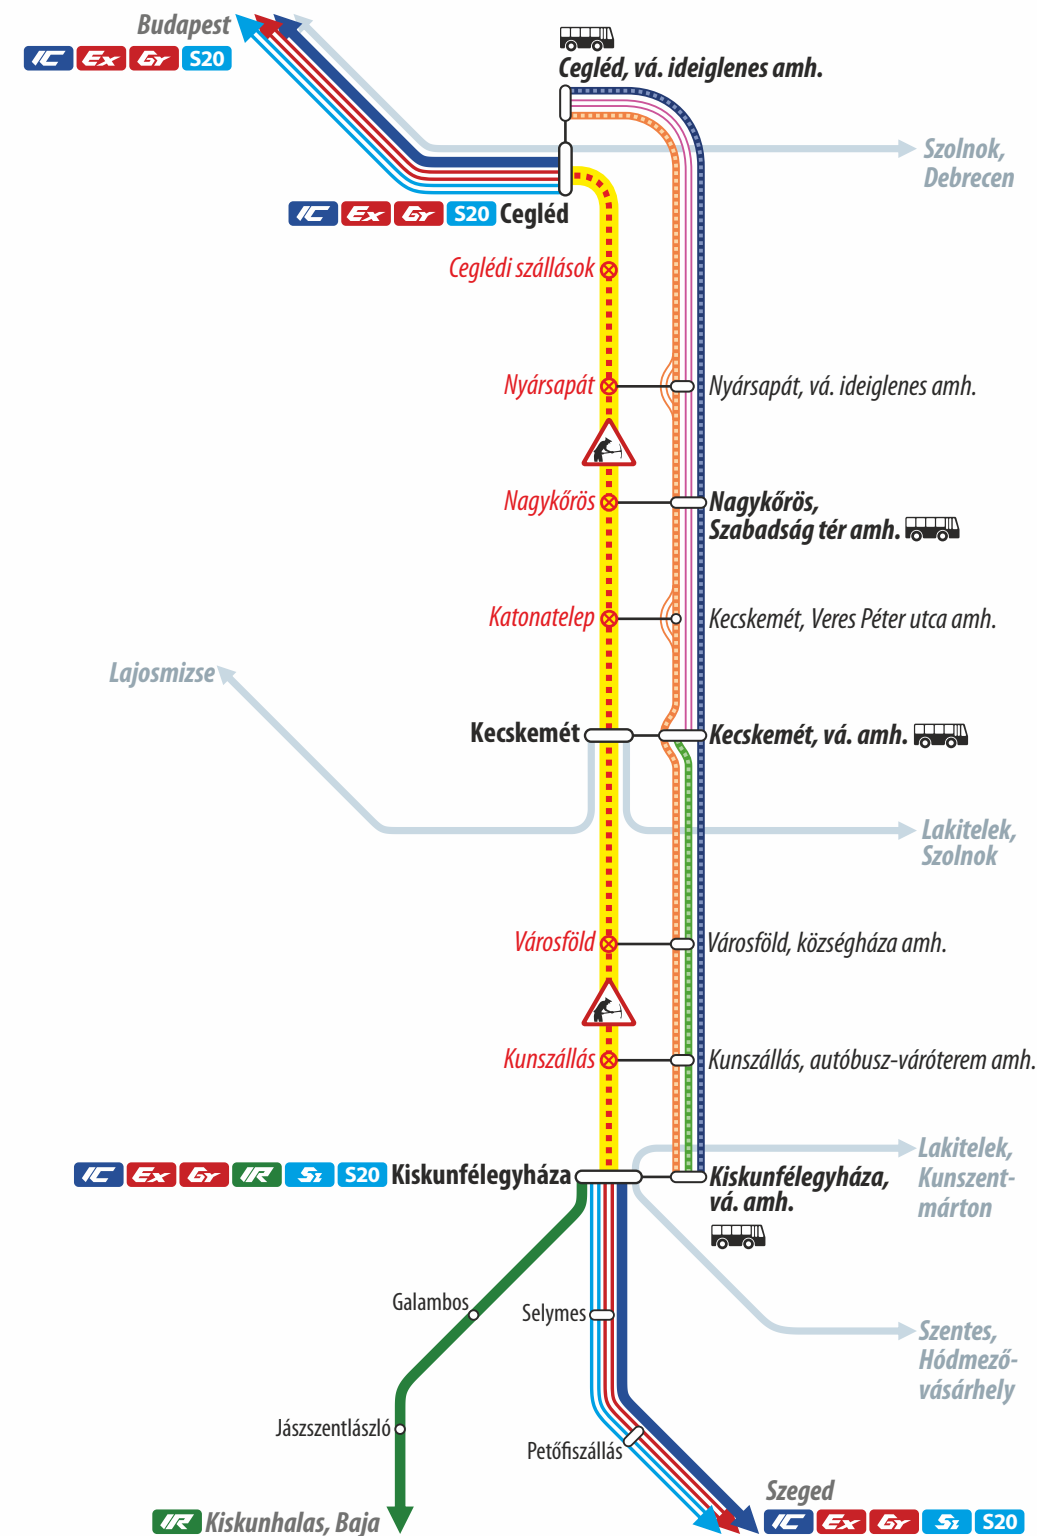 Budapest
IC Ex Gy S20
Cegléd, vá. ideiglenes amh.
Szolnok,
Debrecen
IC Ex Gy S20 Cegléd
Ceglédi szállások
Nyársapát
Nyársapát, vá. ideiglenes amh.
Nagykőrös
Nagykőrös,
Szabadság tér amh.
Katonatelep
Kecskemét, Veres Péter utca amh.
Lajosmizse
Kecskemét
Kecskemét, vá. amh.
Lakitelek,
Szolnok
Városföld
Városföld, községháza amh.
Kunszállás
Kunszállás, autóbusz-váróterem amh.
IC Ex Gy IR Sz S20 Kiskunfélegyháza
Kiskunfélegyháza,
vá. amh.
Lakitelek,
Kunszent-
márton
Galambos
Selymes
Szentes,
Hódmező-
vásárhely
Jászszentlászló
Petőfiszállás
Szeged
IC Ex Gy Sz S20
IR Kiskunhalas, Baja